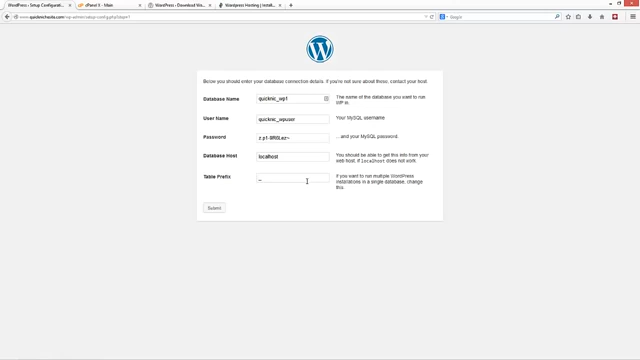 WordPress › Setup Configurati...
cPanel X - Main
WordPress › Download Wo...
Wordpress Hosting | Install...
Google
Below you should enter your database connection details. If you're not sure about these, contact your host.
Database Name
quicknic_wp1
The name of the database you want to run
WP in.
User Name
quicknic_wpuser
Your MySQL username
Password
...and your MySQL password.
Database Host
localhost
You should be able to get this info from your
web host, if localhost does not work.
Table Prefix
_
If you want to run multiple WordPress
installations in a single database, change
this.
Submit